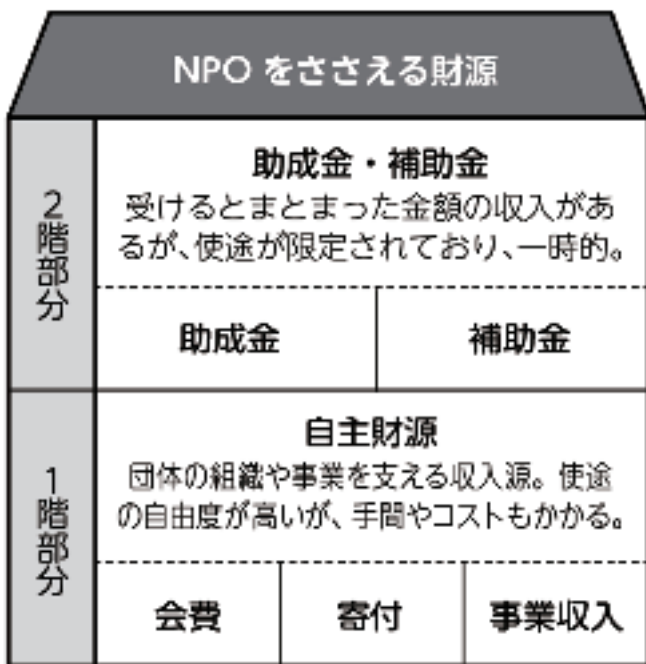 NPO をささえる財源
2階部分
助成金・補助金
受けるとまとまった金額の収入があ
るが、使途が限定されており、一時的。
助成金
補助金
1階部分
自主財源
団体の組織や事業を支える収入源。使途
の自由度が高いが、手間やコストもかかる。
会費
寄付
事業収入